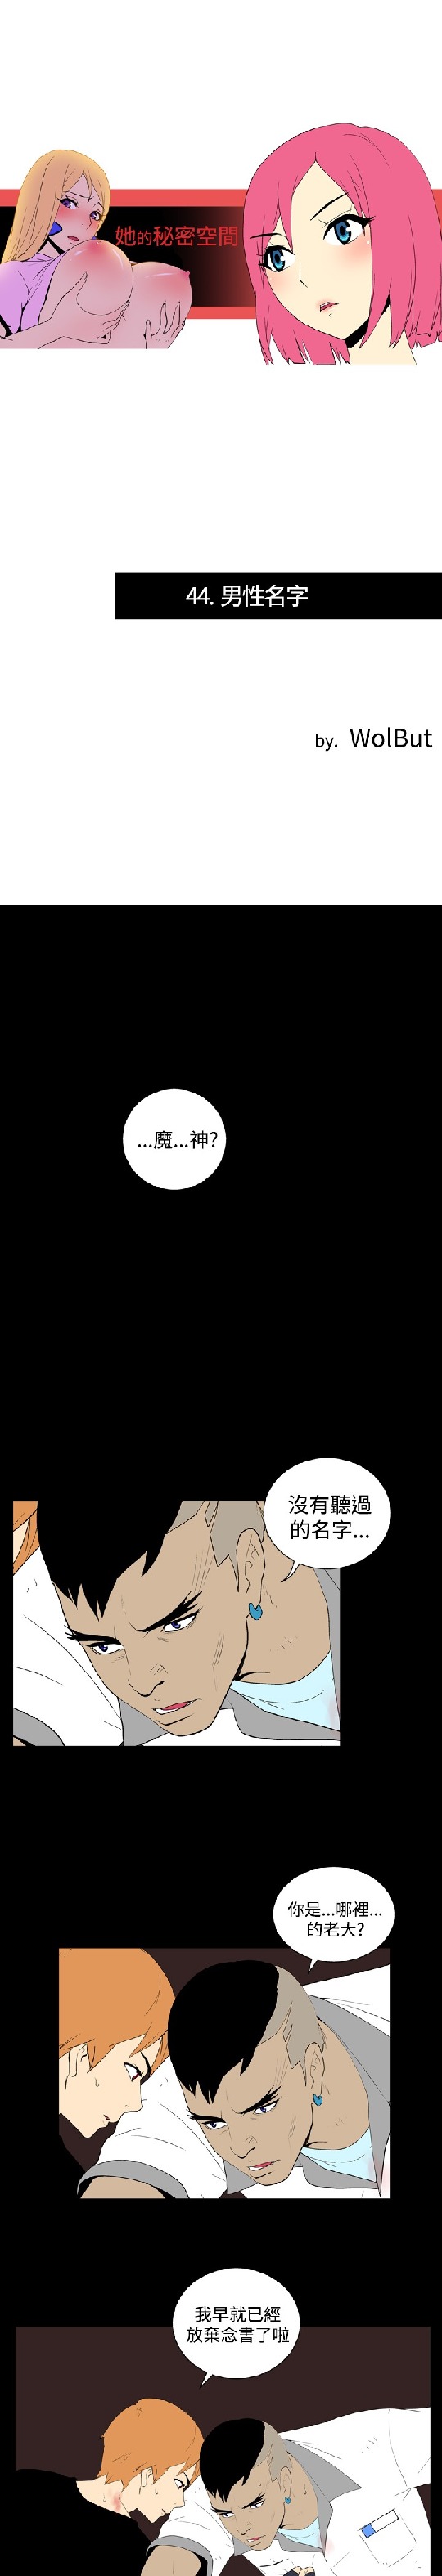 她的秘密空間
44. 男性名字
by. WolBut
...魔...神?
沒有聽過
的名字...
你是...哪裡...
的老大?
我早就已經
放棄念書了啦